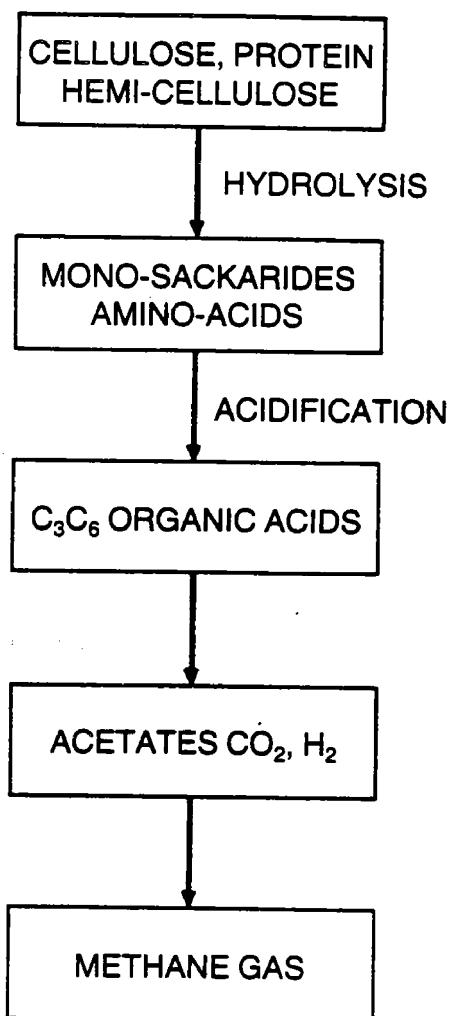 CELLULOSE, PROTEIN
HEMI-CELLULOSE
HYDROLYSIS
MONO-SACKARIDES
AMINO-ACIDS
ACIDIFICATION
C₃C₆ ORGANIC ACIDS
ACETATES CO₂, H₂
METHANE GAS